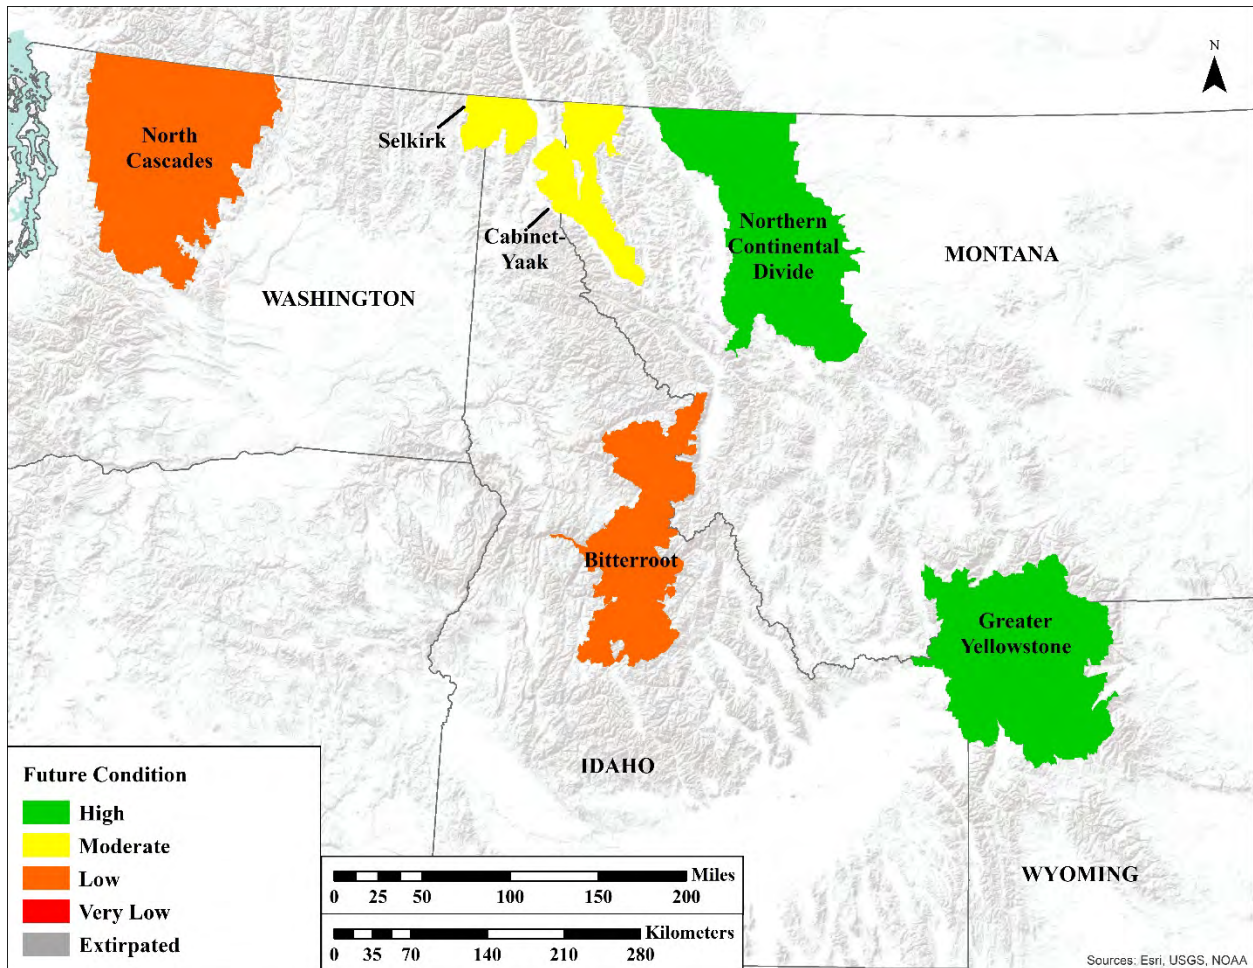 N
North
Cascades
Selkirk
Cabinet-
Yaak
Northern
Continental
Divide
MONTANA
WASHINGTON
Bitterroot
Greater
Yellowstone
IDAHO
WYOMING
Future Condition
High
Moderate
Low
Very Low
Extirpated
Miles
0 25 50 100 150 200
Kilometers
0 35 70 140 210 280
Sources: Esri, USGS, NOAA